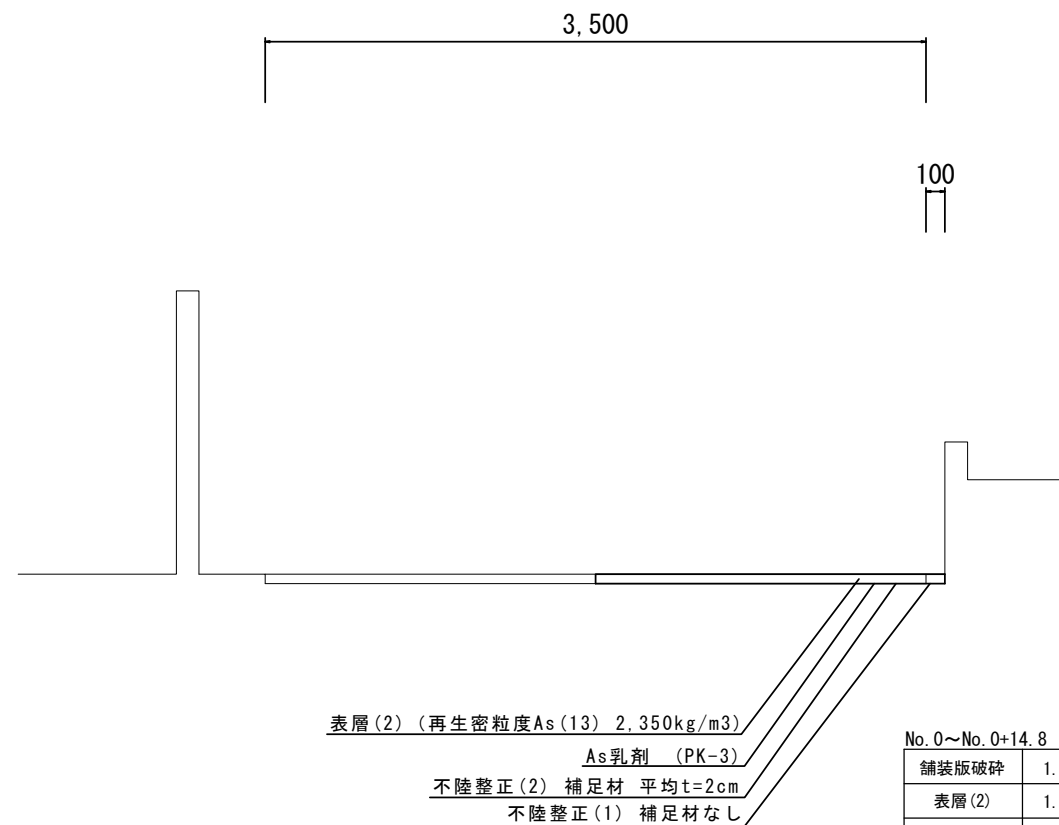 3,500
100
表層(2) (再生密粒度As(13) 2,350kg/m3)
As乳剤 (PK-3)
不陸整正(2) 補足材 平均t=2cm
不陸整正(1) 補足材なし
No.0～No.0+14.8
舗装版破砕 1.
表層(2) 1.